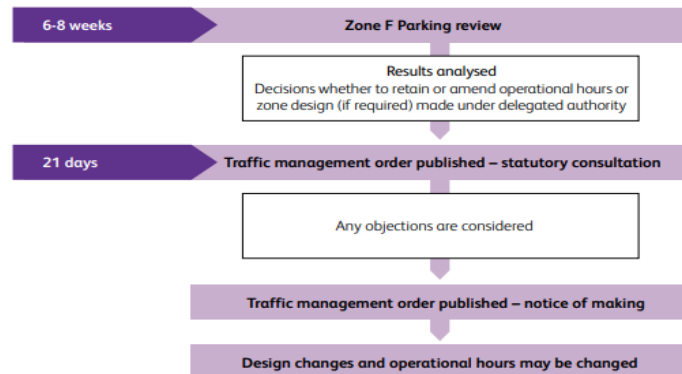 6-8 weeks
Zone F Parking review
Results analysed
Decisions whether to retain or amend operational hours or
zone design (if required) made under delegated authority
21 days
Traffic management order published – statutory consultation
Any objections are considered
Traffic management order published – notice of making
Design changes and operational hours may be changed